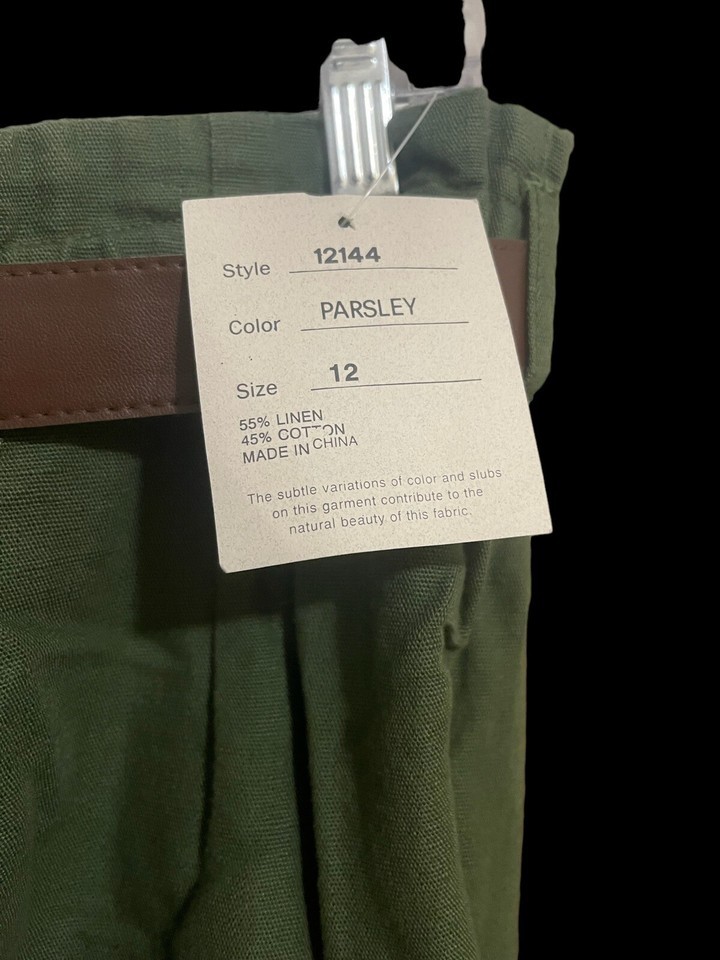 Style 12144
Color PARSLEY
Size 12
55% LINEN
45% COTTON
MADE IN CHINA
The subtle variations of color and slubs
on this garment contribute to the
natural beauty of this fabric.